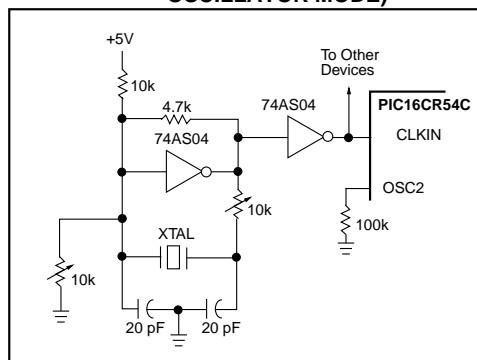 OSCILLATOR MODE)
+5V
To Other
Devices
10k
4.7k
74AS04
PIC16CR54C
74AS04
CLKIN
10k
OSC2
100k
XTAL
10k
20 pF
20 pF